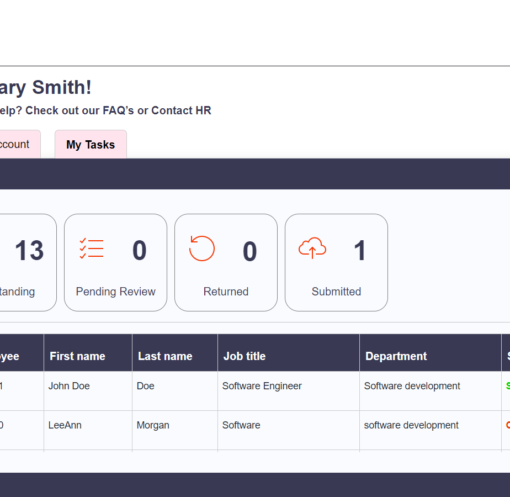 ary Smith!
elp? Check out our FAQ's or Contact HR
ccount My Tasks
13 0 0 1
tanding Pending Review Returned Submitted
yee First name Last name Job title Department S
1 John Doe Doe Software Engineer Software development S
0 LeeAnn Morgan Software software development O